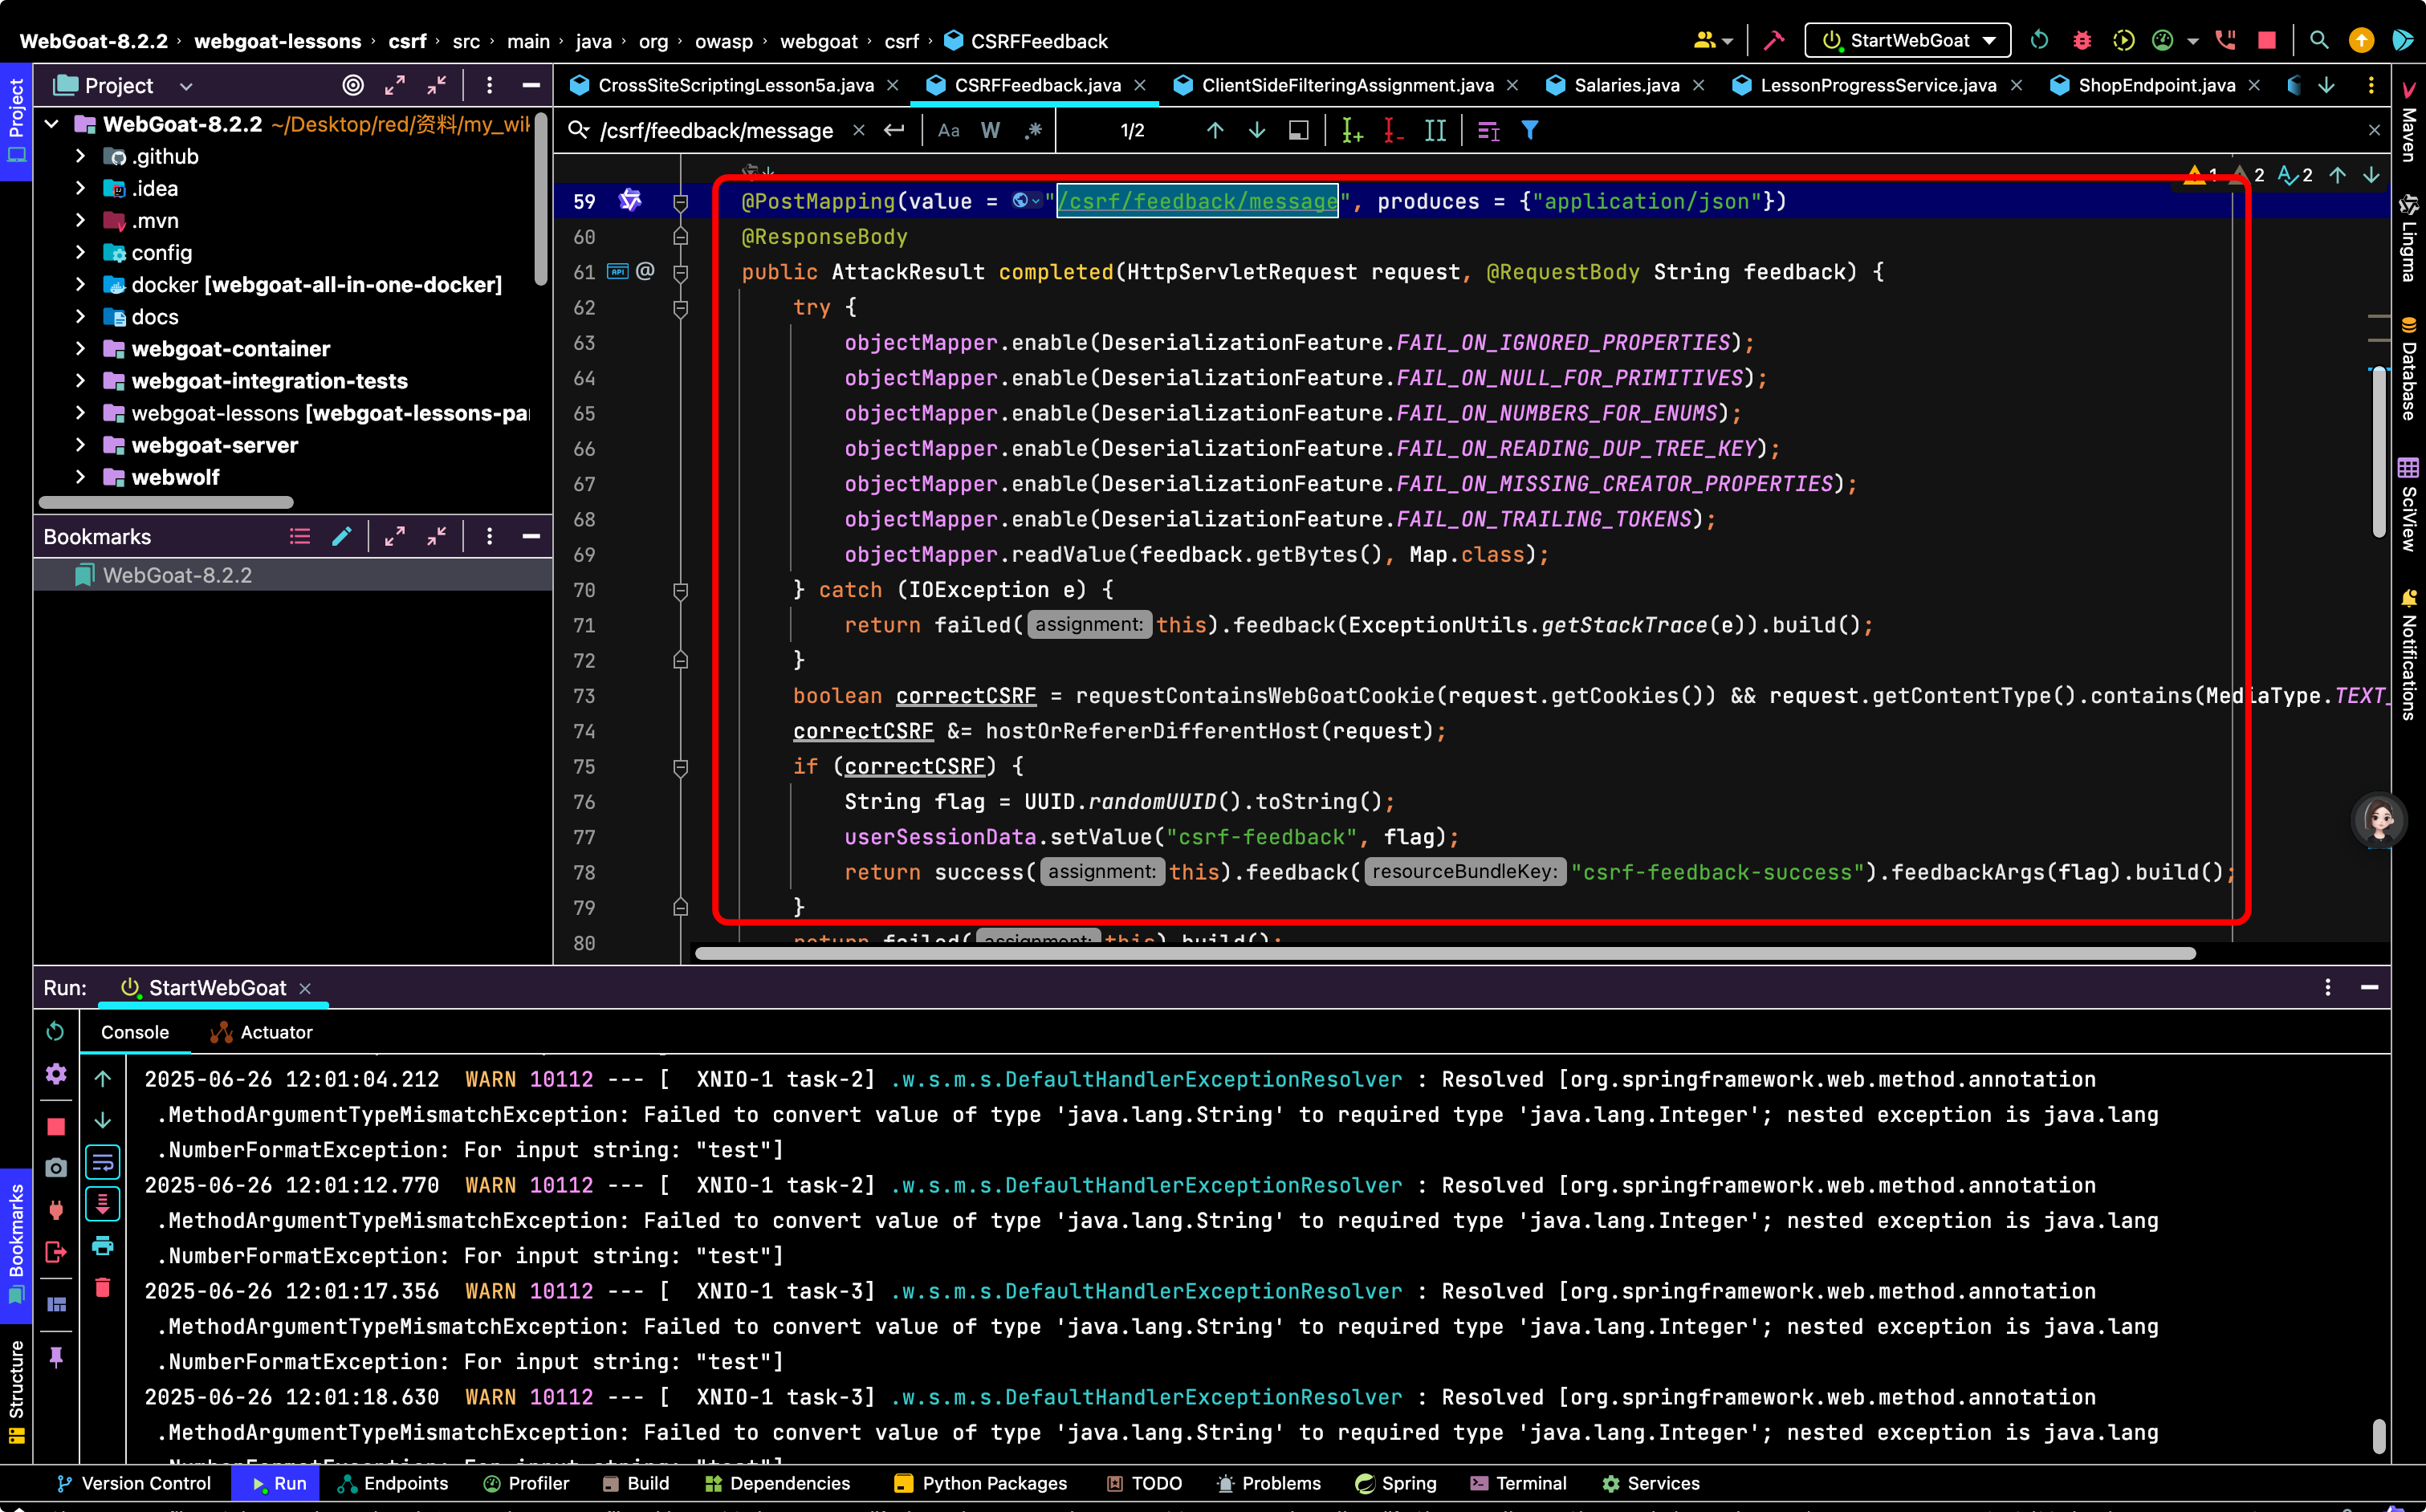 WebGoat-8.2.2 › webgoat-lessons › csrf › src › main › java › org › owasp › webgoat › csrf › CSRFFeedback
StartWebGoat
Project
CrossSiteScriptingLesson5a.java
CSRFFeedback.java
ClientSideFilteringAssignment.java
Salaries.java
LessonProgressService.java
ShopEndpoint.java
/csrf/feedback/message
Aa W .*
1/2
WebGoat-8.2.2 ~/Desktop/red/资料/my_wik
.github
.idea
.mvn
config
docker [webgoat-all-in-one-docker]
docs
webgoat-container
webgoat-integration-tests
webgoat-lessons [webgoat-lessons-par
webgoat-server
webwolf
Bookmarks
WebGoat-8.2.2
1 2 2
59 @PostMapping(value = "/csrf/feedback/message", produces = {"application/json"})
60 @ResponseBody
61 API @ public AttackResult completed(HttpServletRequest request, @RequestBody String feedback) {
62 try {
63 objectMapper.enable(DeserializationFeature.FAIL_ON_IGNORED_PROPERTIES);
64 objectMapper.enable(DeserializationFeature.FAIL_ON_NULL_FOR_PRIMITIVES);
65 objectMapper.enable(DeserializationFeature.FAIL_ON_NUMBERS_FOR_ENUMS);
66 objectMapper.enable(DeserializationFeature.FAIL_ON_READING_DUP_TREE_KEY);
67 objectMapper.enable(DeserializationFeature.FAIL_ON_MISSING_CREATOR_PROPERTIES);
68 objectMapper.enable(DeserializationFeature.FAIL_ON_TRAILING_TOKENS);
69 objectMapper.readValue(feedback.getBytes(), Map.class);
70 } catch (IOException e) {
71 return failed( assignment: this).feedback(ExceptionUtils.getStackTrace(e)).build();
72 }
73 boolean correctCSRF = requestContainsWebGoatCookie(request.getCookies()) && request.getContentType().contains(MediaType.TEXT_
74 correctCSRF &= hostOrRefererDifferentHost(request);
75 if (correctCSRF) {
76 String flag = UUID.randomUUID().toString();
77 userSessionData.setValue("csrf-feedback", flag);
78 return success( assignment: this).feedback( resourceBundleKey: "csrf-feedback-success").feedbackArgs(flag).build();
79 }
80 return failed( assignment: this).build();
Project
Bookmarks
Structure
Maven
Lingma
Database
SciView
Notifications
Run: StartWebGoat
Console Actuator
2025-06-26 12:01:04.212 WARN 10112 --- [ XNIO-1 task-2] .w.s.m.s.DefaultHandlerExceptionResolver : Resolved [org.springframework.web.method.annotation
.MethodArgumentTypeMismatchException: Failed to convert value of type 'java.lang.String' to required type 'java.lang.Integer'; nested exception is java.lang
.NumberFormatException: For input string: "test"]
2025-06-26 12:01:12.770 WARN 10112 --- [ XNIO-1 task-2] .w.s.m.s.DefaultHandlerExceptionResolver : Resolved [org.springframework.web.method.annotation
.MethodArgumentTypeMismatchException: Failed to convert value of type 'java.lang.String' to required type 'java.lang.Integer'; nested exception is java.lang
.NumberFormatException: For input string: "test"]
2025-06-26 12:01:17.356 WARN 10112 --- [ XNIO-1 task-3] .w.s.m.s.DefaultHandlerExceptionResolver : Resolved [org.springframework.web.method.annotation
.MethodArgumentTypeMismatchException: Failed to convert value of type 'java.lang.String' to required type 'java.lang.Integer'; nested exception is java.lang
.NumberFormatException: For input string: "test"]
2025-06-26 12:01:18.630 WARN 10112 --- [ XNIO-1 task-3] .w.s.m.s.DefaultHandlerExceptionResolver : Resolved [org.springframework.web.method.annotation
.MethodArgumentTypeMismatchException: Failed to convert value of type 'java.lang.String' to required type 'java.lang.Integer'; nested exception is java.lang
.NumberFormatException: For input string: "test"]
Version Control Run Endpoints Profiler Build Dependencies Python Packages TODO Problems Spring Terminal Services